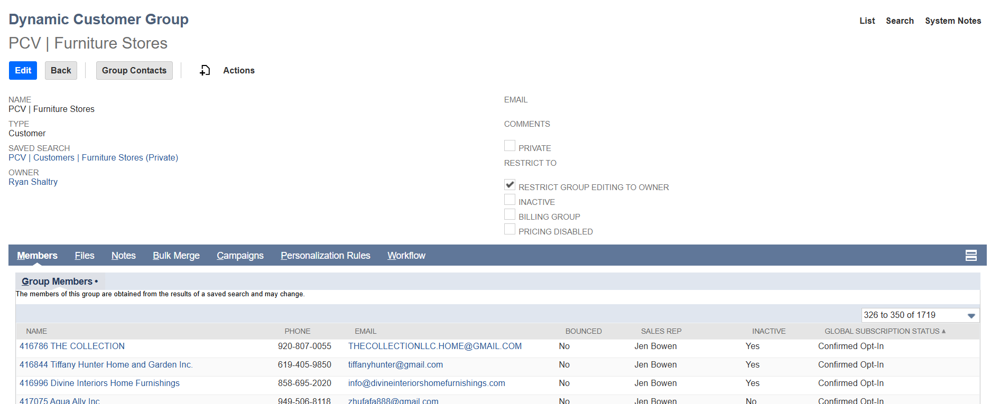 Dynamic Customer Group
List Search System Notes
PCV | Furniture Stores
Edit Back Group Contacts Actions
NAME
PCV | Furniture Stores
TYPE
Customer
SAVED SEARCH
PCV | Customers | Furniture Stores (Private)
OWNER
Ryan Shaltry
EMAIL
COMMENTS
PRIVATE
RESTRICT TO
RESTRICT GROUP EDITING TO OWNER
INACTIVE
BILLING GROUP
PRICING DISABLED
Members Files Notes Bulk Merge Campaigns Personalization Rules Workflow
Group Members •
The members of this group are obtained from the results of a saved search and may change.
326 to 350 of 1719
NAME PHONE EMAIL BOUNCED SALES REP INACTIVE GLOBAL SUBSCRIPTION STATUS ▲
416786 THE COLLECTION 920-807-0055 THECOLLECTIONLLC.HOME@GMAIL.COM No Jen Bowen Yes Confirmed Opt-In
416844 Tiffany Hunter Home and Garden Inc. 619-405-9850 tiffanyhunter@gmail.com No Jen Bowen Yes Confirmed Opt-In
416996 Divine Interiors Home Furnishings 858-695-2020 info@divineinteriorshomefurnishings.com No Jen Bowen Yes Confirmed Opt-In
417075 Aqua Ally Inc 949-506-8118 zhufafa888@gmail.com No Jen Bowen No Confirmed Opt-In